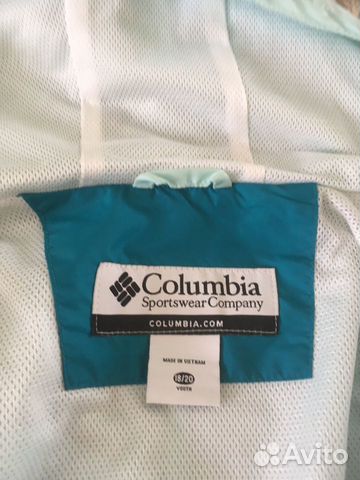 Columbia
Sportswear Company
COLUMBIA.COM
MADE IN VIETNAM
18/20
YOUTH
Avito